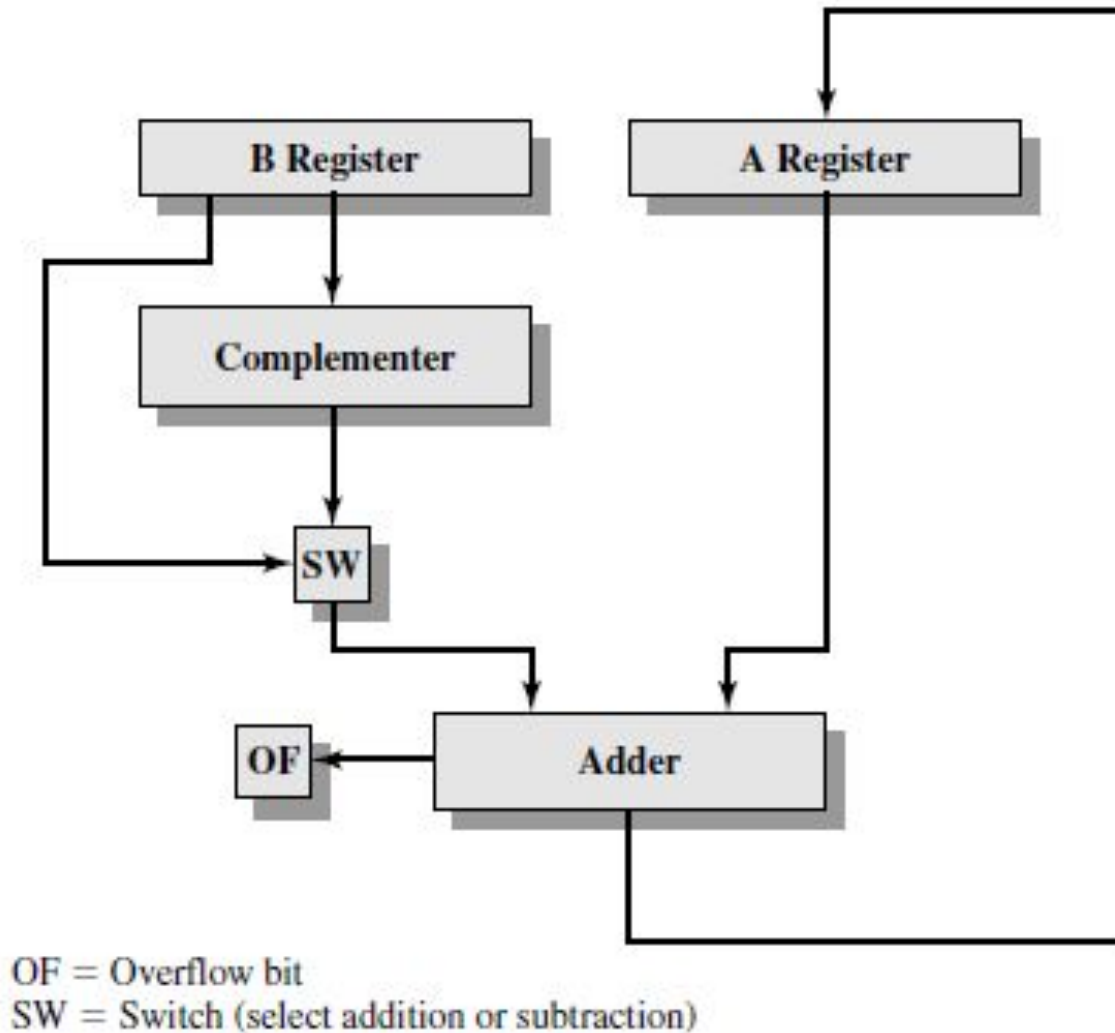 B Register
A Register
Complementer
SW
OF
Adder
OF = Overflow bit
SW = Switch (select addition or subtraction)